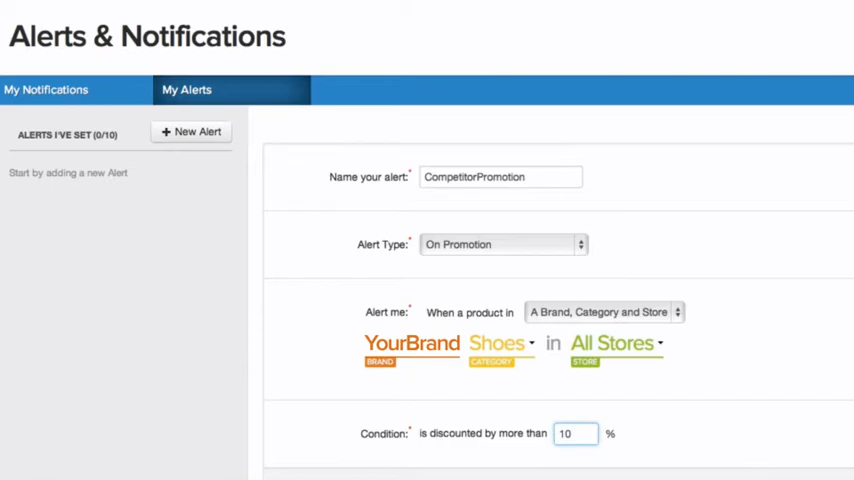 Alerts & Notifications
My Notifications My Alerts
ALERTS I'VE SET (0/10) + New Alert
Start by adding a new Alert
Name your alert:* CompetitorPromotion
Alert Type:* On Promotion
Alert me:* When a product in A Brand, Category and Store
YourBrand Shoes in All Stores
BRAND CATEGORY STORE
Condition:* is discounted by more than 10 %